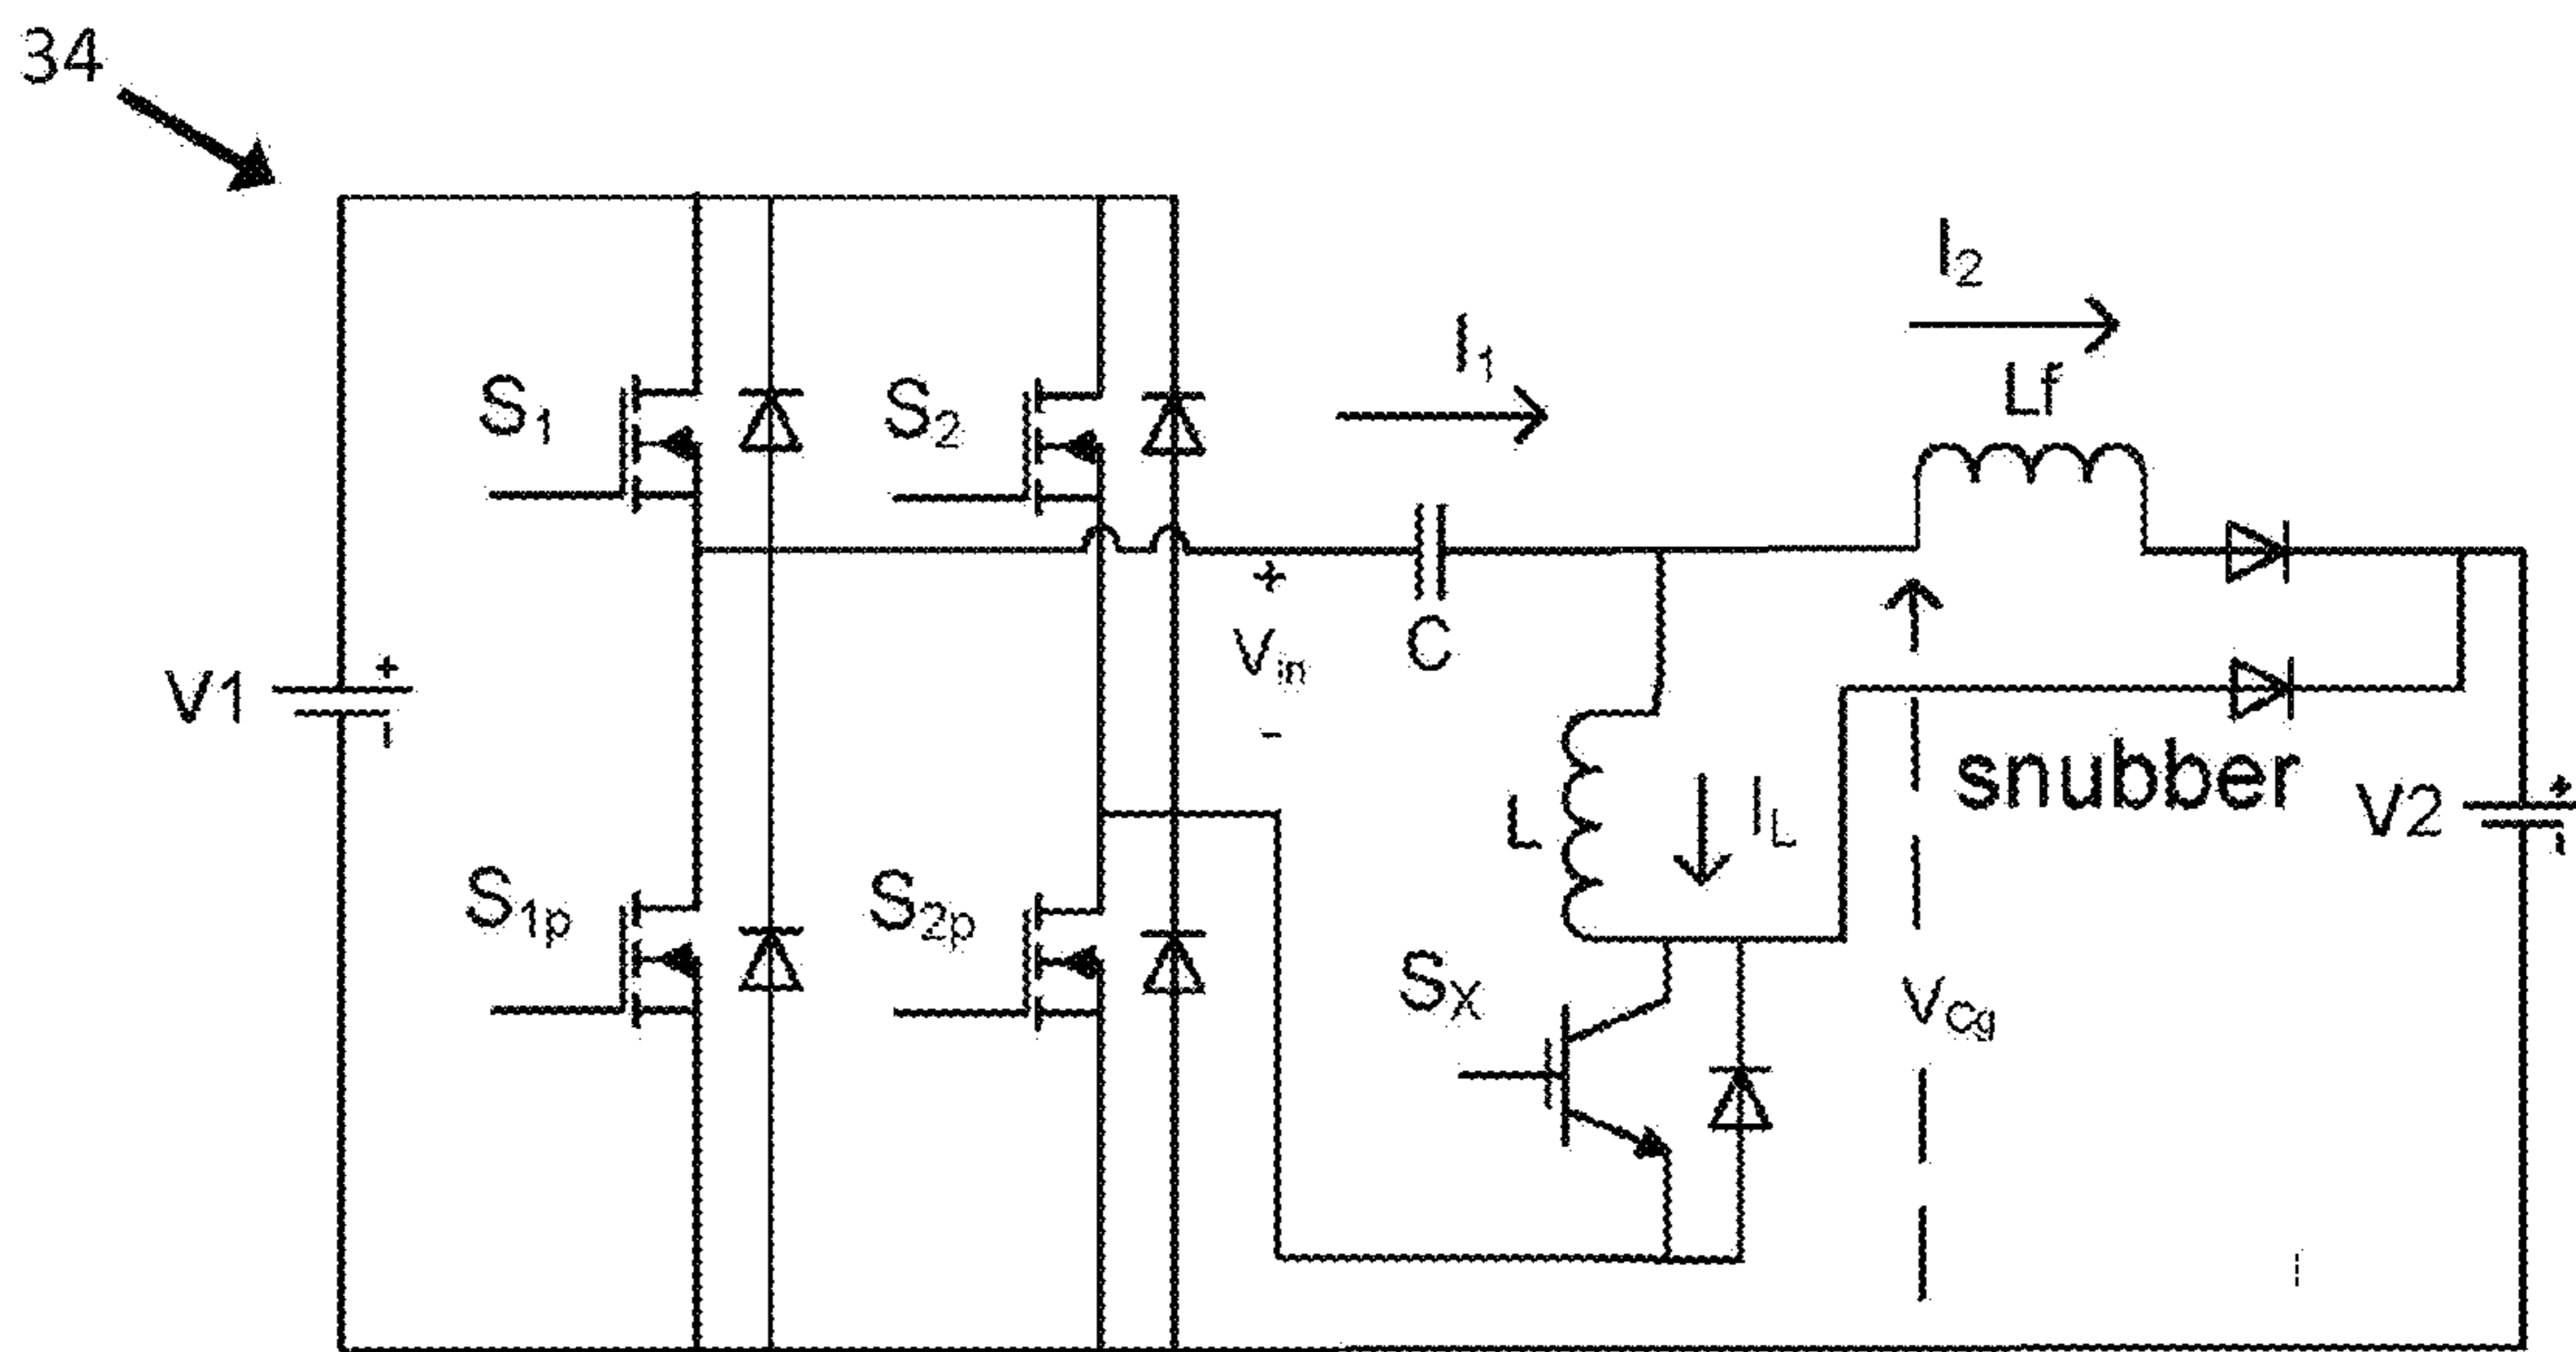 34
I2
I1
Lf
S1
S2
+
Vin
-
C
+
V1
-
snubber
L
IL
V2
+
-
S1p
S2p
SX
VCg